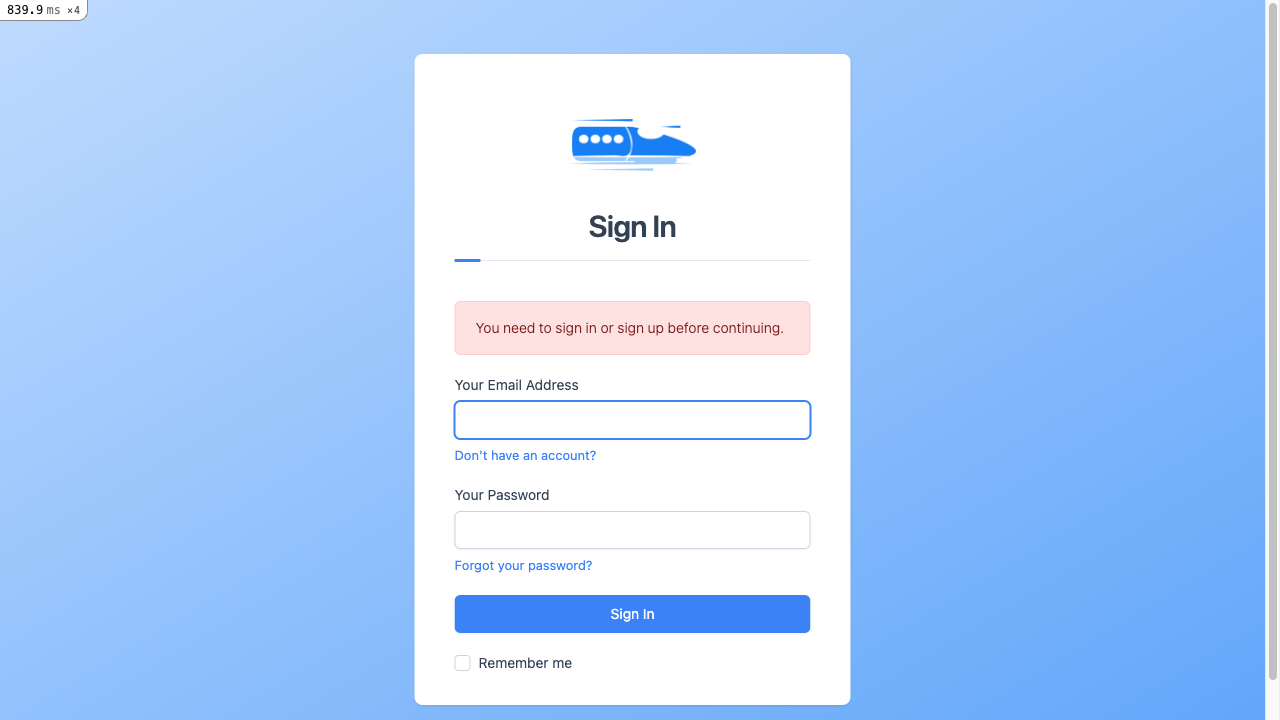 839.9 ms ×4
Sign In
You need to sign in or sign up before continuing.
Your Email Address
Don't have an account?
Your Password
Forgot your password?
Sign In
Remember me